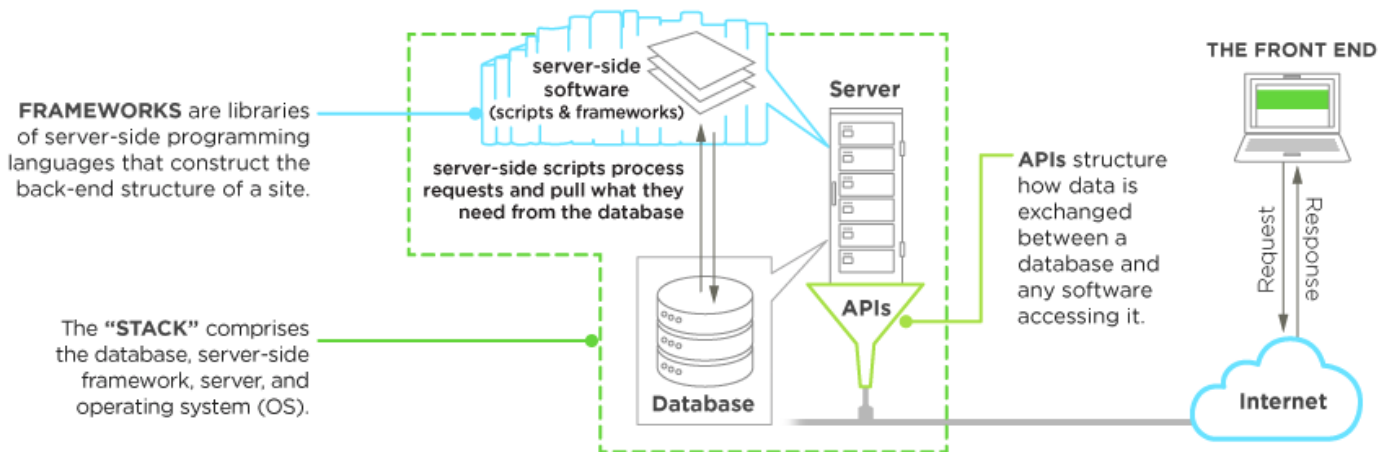 FRAMEWORKS are libraries
of server-side programming
languages that construct the
back-end structure of a site.
The “STACK” comprises
the database, server-side
framework, server, and
operating system (OS).
server-side
software
(scripts & frameworks)
server-side scripts process
requests and pull what they
need from the database
Database
Server
APIs
APIs structure
how data is
exchanged
between a
database and
any software
accessing it.
THE FRONT END
Request
Response
Internet